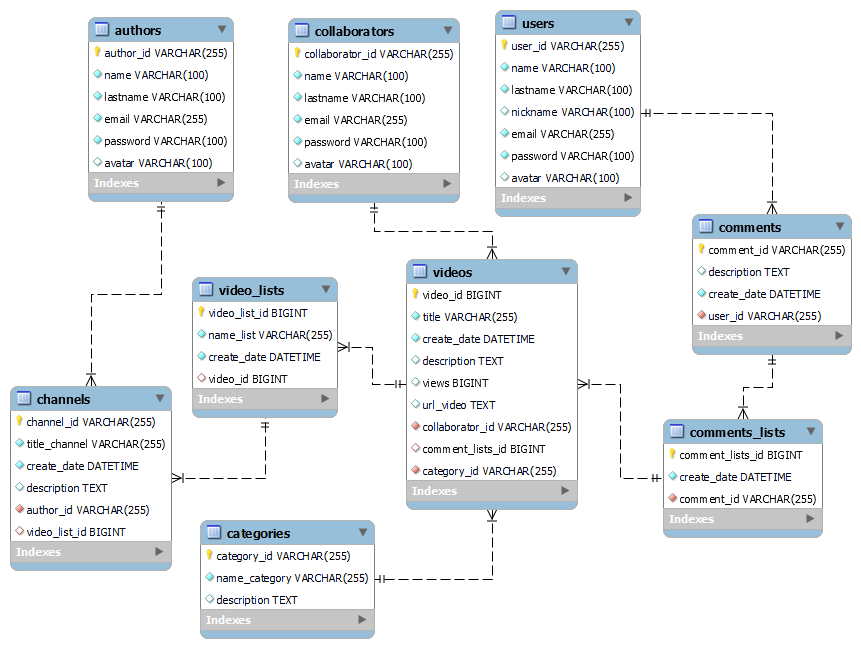 authors
author_id VARCHAR(255)
name VARCHAR(100)
lastname VARCHAR(100)
email VARCHAR(255)
password VARCHAR(100)
avatar VARCHAR(100)
Indexes
collaborators
collaborator_id VARCHAR(255)
name VARCHAR(100)
lastname VARCHAR(100)
email VARCHAR(255)
password VARCHAR(100)
avatar VARCHAR(100)
Indexes
users
user_id VARCHAR(255)
name VARCHAR(100)
lastname VARCHAR(100)
nickname VARCHAR(100)
email VARCHAR(255)
password VARCHAR(100)
avatar VARCHAR(100)
Indexes
comments
comment_id VARCHAR(255)
description TEXT
create_date DATETIME
user_id VARCHAR(255)
Indexes
video_lists
video_list_id BIGINT
name_list VARCHAR(255)
create_date DATETIME
video_id BIGINT
Indexes
videos
video_id BIGINT
title VARCHAR(255)
create_date DATETIME
description TEXT
views BIGINT
url_video TEXT
collaborator_id VARCHAR(255)
comment_lists_id BIGINT
category_id VARCHAR(255)
Indexes
channels
channel_id VARCHAR(255)
title_channel VARCHAR(255)
create_date DATETIME
description TEXT
author_id VARCHAR(255)
video_list_id BIGINT
Indexes
comments_lists
comment_lists_id BIGINT
create_date DATETIME
comment_id VARCHAR(255)
Indexes
categories
category_id VARCHAR(255)
name_category VARCHAR(255)
description TEXT
Indexes